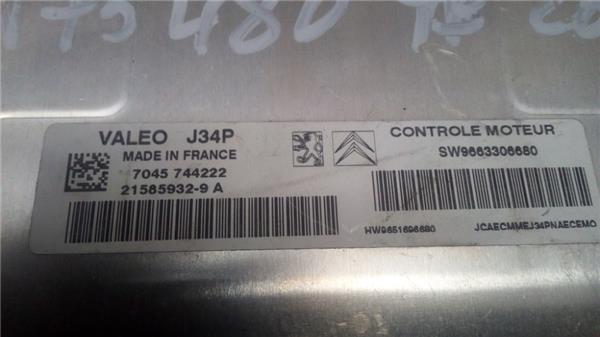 VALEO J34P
MADE IN FRANCE
7045 744222
21585932-9 A
CONTROLE MOTEUR
SW9663306680
HW9651696680
JCAECMMEJ34PNAECEMO